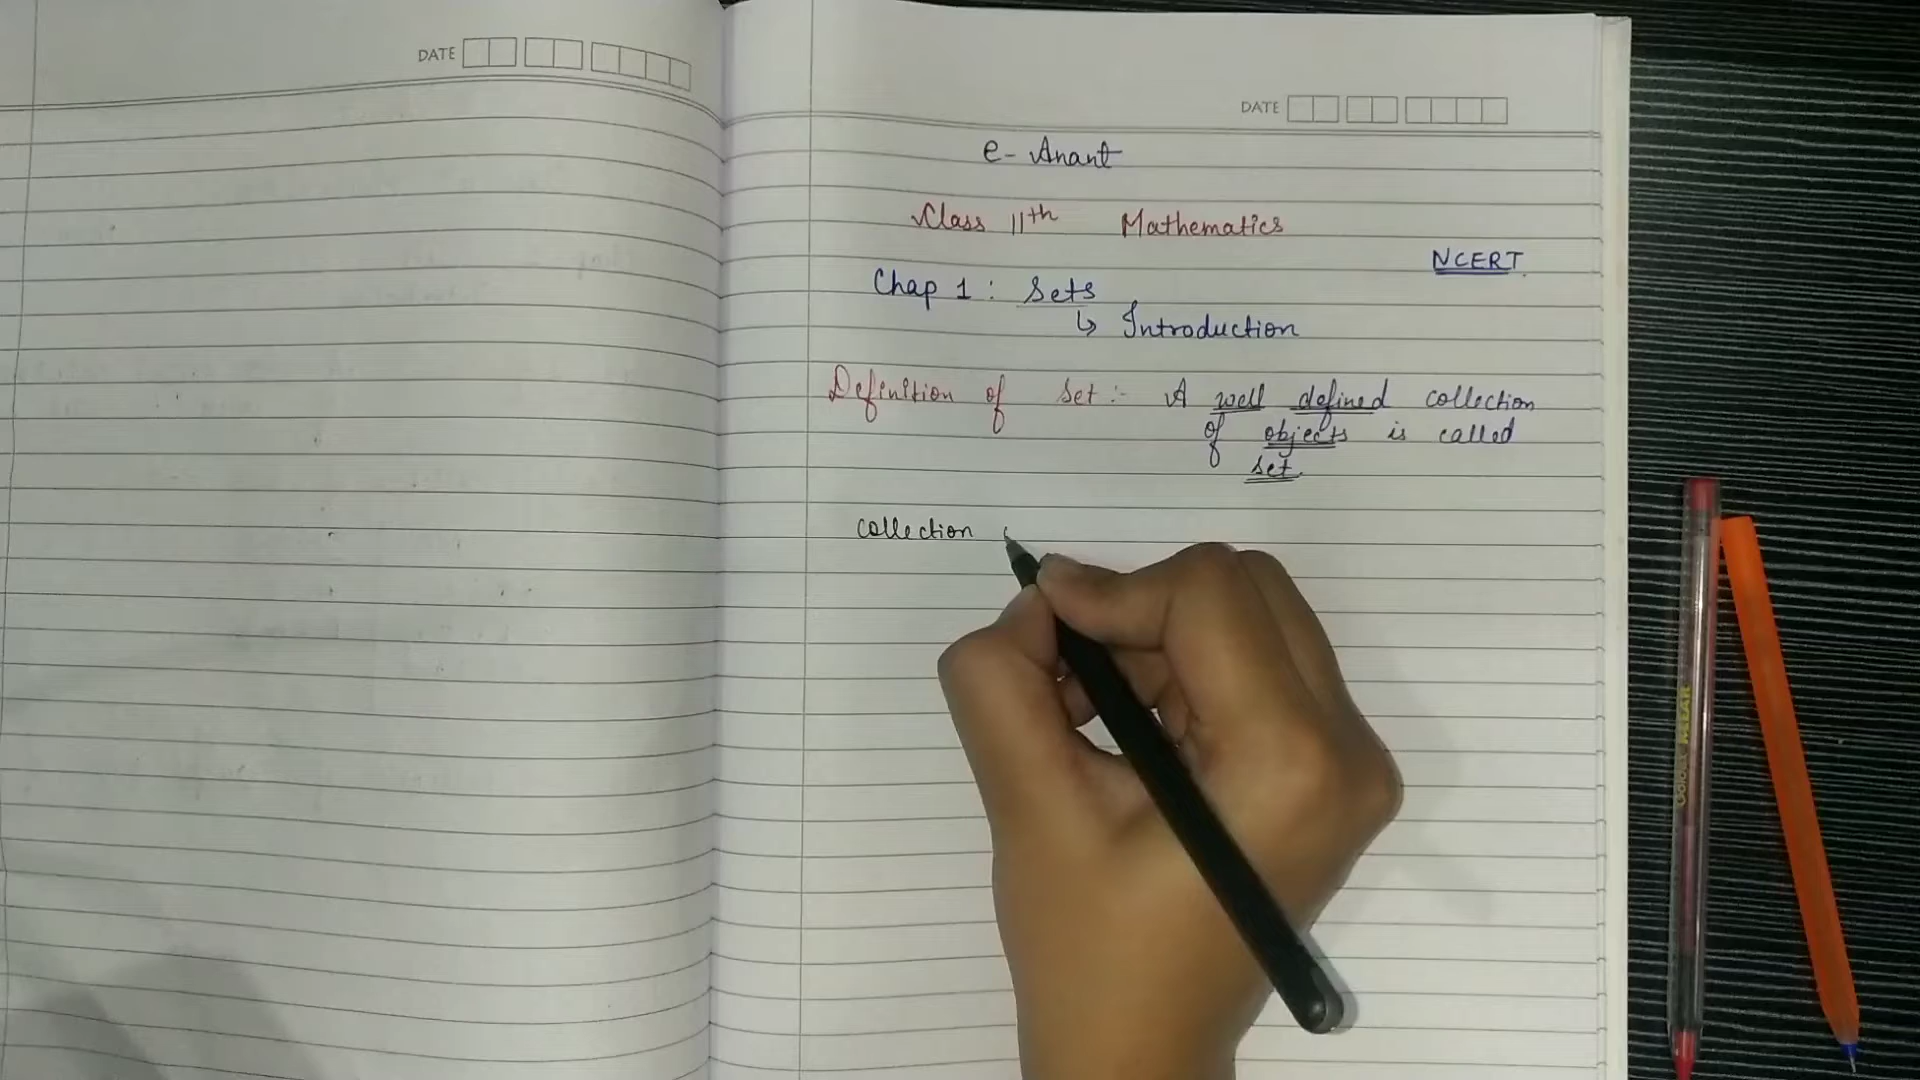 DATE
DATE
e- Anant
Class 11th Mathematics
NCERT
Chap 1 : Sets
↳ Introduction
Definition of set :- A well defined collection
of objects is called
set.
collection